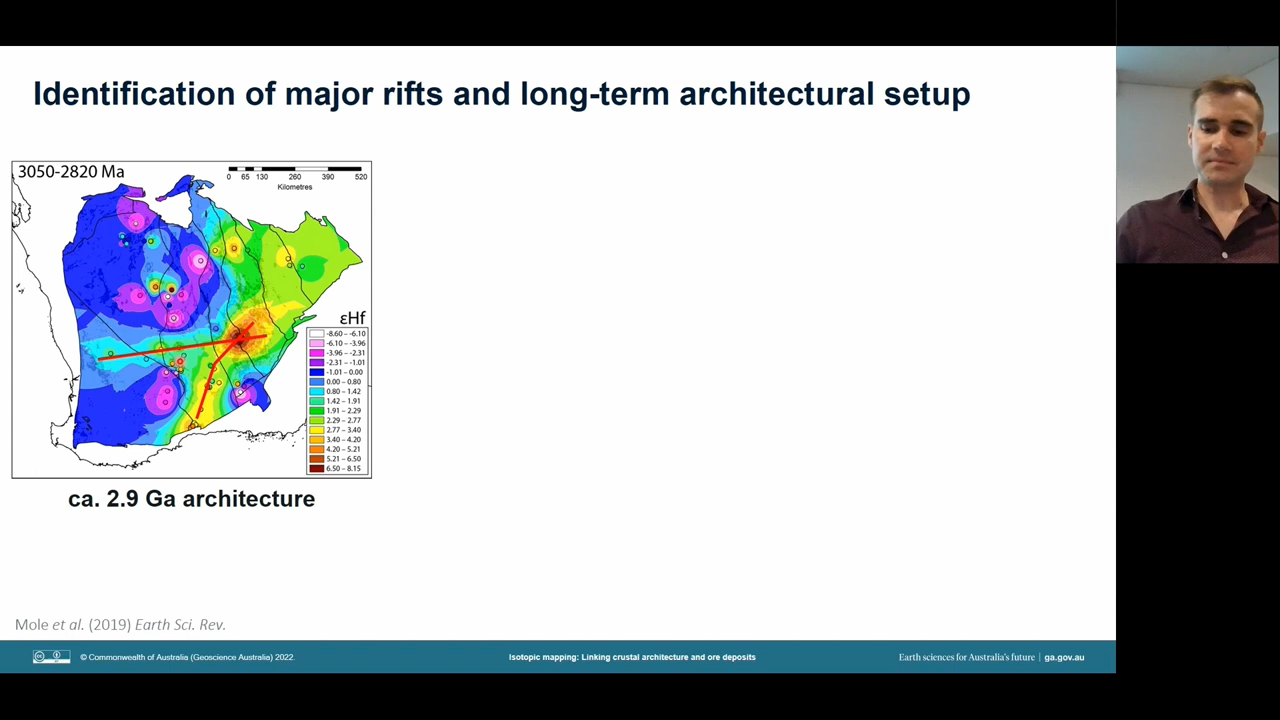 Identification of major rifts and long-term architectural setup
3050-2820 Ma
0 65 130 260 390 520
Kilometres
εHf
-8.60 – -6.10
-6.10 – -3.96
-3.96 – -2.31
-2.31 – -1.01
-1.01 – 0.00
0.00 – 0.80
0.80 – 1.42
1.42 – 1.91
1.91 – 2.29
2.29 – 2.77
2.77 – 3.40
3.40 – 4.20
4.20 – 5.21
5.21 – 6.50
6.50 – 8.15
ca. 2.9 Ga architecture
Mole et al. (2019) Earth Sci. Rev.
© Commonwealth of Australia (Geoscience Australia) 2022.
Isotopic mapping: Linking crustal architecture and ore deposits
Earth sciences for Australia's future | ga.gov.au